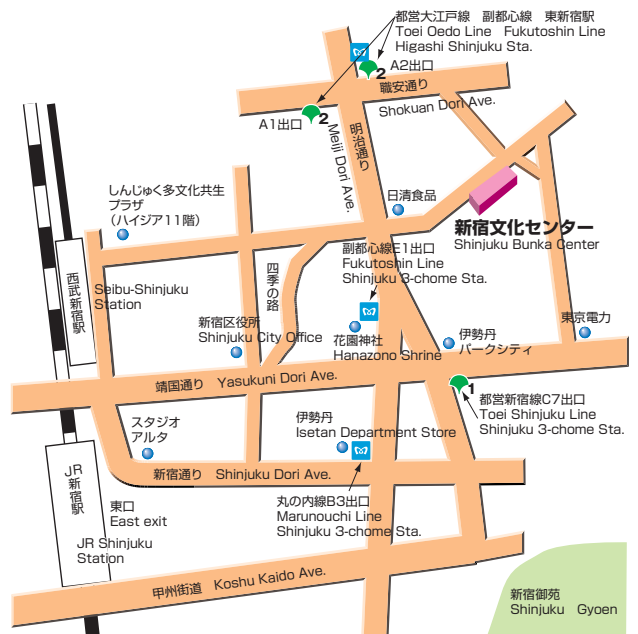 都営大江戸線　副都心線　東新宿駅
Toei Oedo Line　Fukutoshin Line
Higashi Shinjuku Sta.
2 A2出口
職安通り
Shokuan Dori Ave.
A1出口 2
明治通り
Meiji Dori Ave.
日清食品
しんじゅく多文化共生
プラザ
（ハイジア11階）
新宿文化センター
Shinjuku Bunka Center
副都心線E1出口
Fukutoshin Line
Shinjuku 3-chome Sta.
四季の路
西武新宿駅
Seibu-Shinjuku
Station
新宿区役所
Shinjuku City Office
花園神社
Hanazono Shrine
伊勢丹
パークシティ
東京電力
靖国通り　Yasukuni Dori Ave.
1
都営新宿線C7出口
Toei Shinjuku Line
Shinjuku 3-chome Sta.
スタジオ
アルタ
伊勢丹
Isetan Department Store
新宿通り　Shinjuku Dori Ave.
JR新宿駅
東口
East exit
JR Shinjuku
Station
丸の内線B3出口
Marunouchi Line
Shinjuku 3-chome Sta.
甲州街道　Koshu Kaido Ave.
新宿御苑
Shinjuku　Gyoen